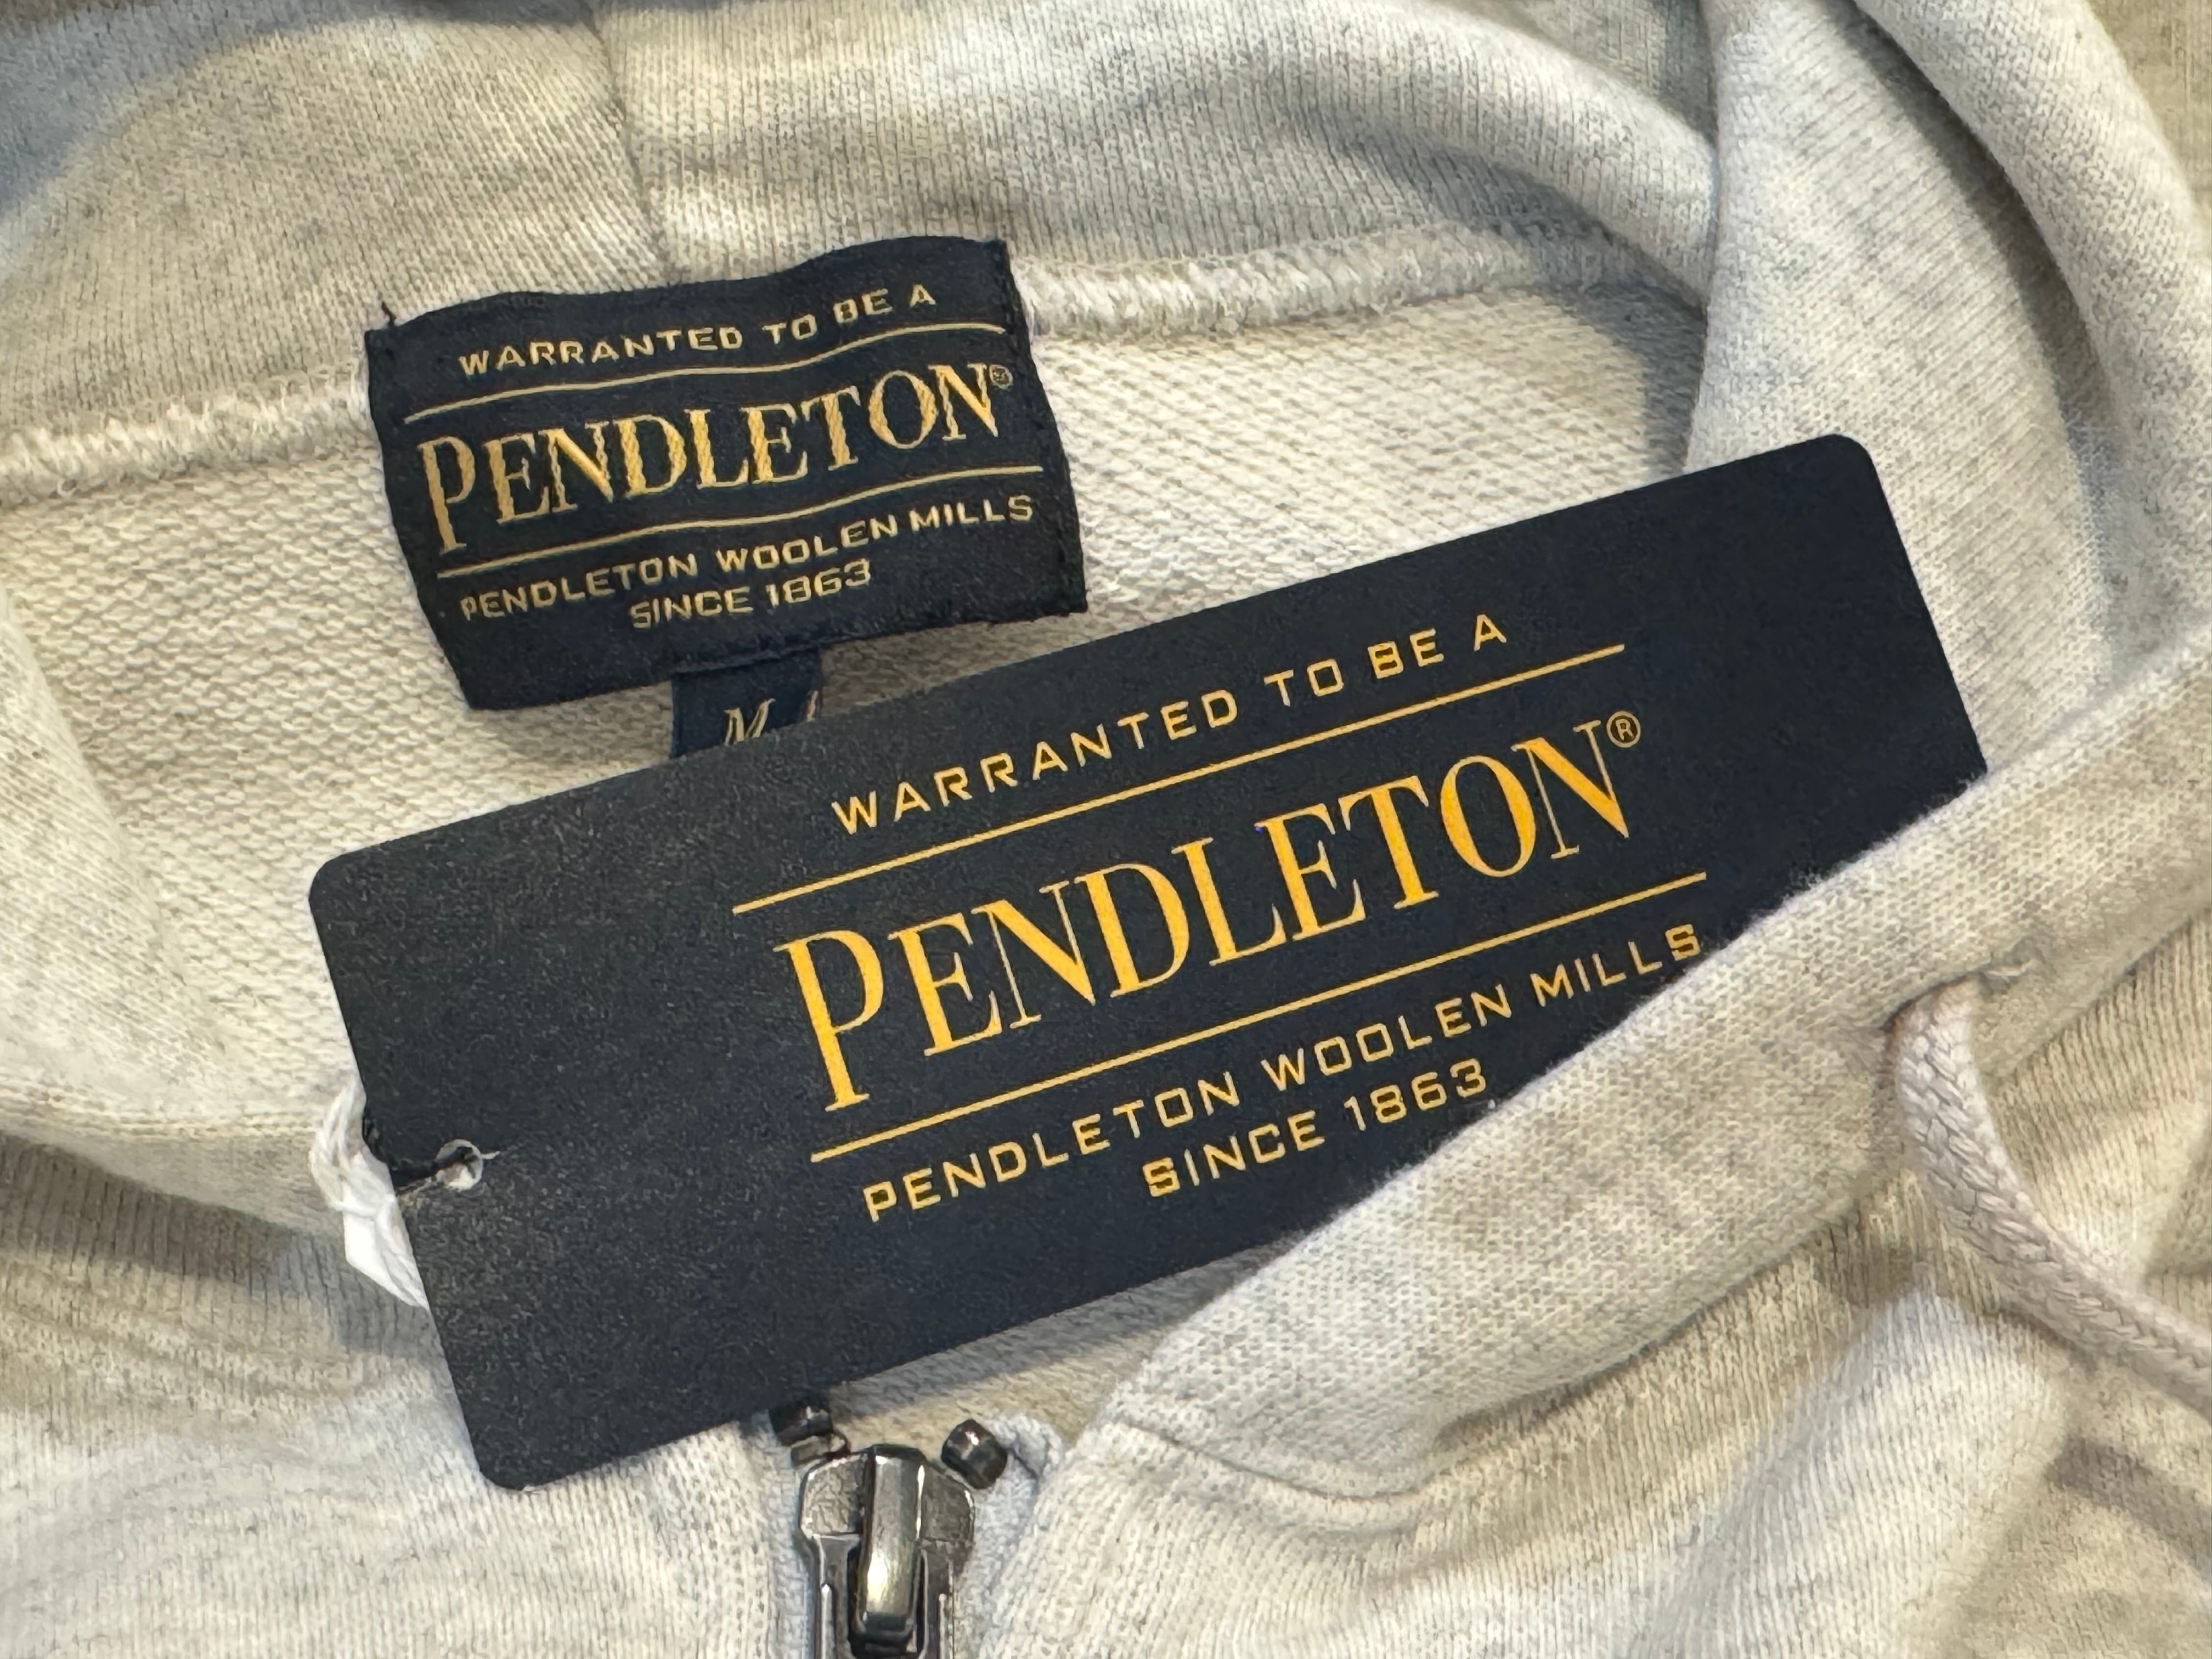 WARRANTED TO BE A
PENDLETON®
PENDLETON WOOLEN MILLS
SINCE 1863
M
WARRANTED TO BE A
PENDLETON®
PENDLETON WOOLEN MILLS
SINCE 1863